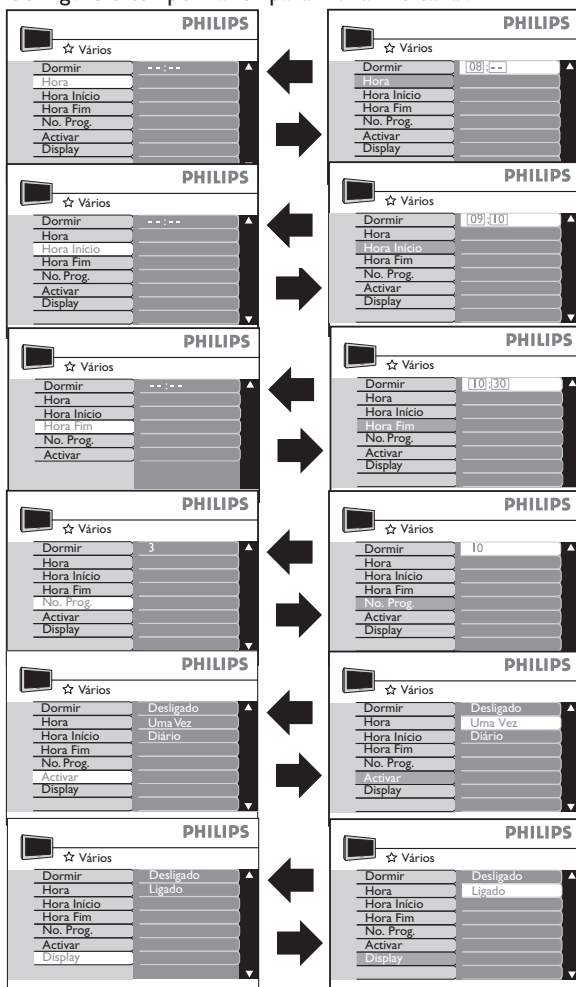 PHILIPS
☆ Vários
Dormir --:--
Hora
Hora Início
Hora Fim
No. Prog.
Activar
Display
PHILIPS
☆ Vários
Dormir 08:--
Hora
Hora Início
Hora Fim
No. Prog.
Activar
Display
PHILIPS
☆ Vários
Dormir --:--
Hora
Hora Início
Hora Fim
No. Prog.
Activar
Display
PHILIPS
☆ Vários
Dormir 09:10
Hora
Hora Início
Hora Fim
No. Prog.
Activar
Display
PHILIPS
☆ Vários
Dormir --:--
Hora
Hora Início
Hora Fim
No. Prog.
Activar
PHILIPS
☆ Vários
Dormir 10:30
Hora
Hora Início
Hora Fim
No. Prog.
Activar
Display
PHILIPS
☆ Vários
Dormir 3
Hora
Hora Início
Hora Fim
No. Prog.
Activar
Display
PHILIPS
☆ Vários
Dormir 10
Hora
Hora Início
Hora Fim
No. Prog.
Activar
Display
PHILIPS
☆ Vários
Dormir Desligado
Hora Uma Vez
Hora Início Diário
Hora Fim
No. Prog.
Activar
Display
PHILIPS
☆ Vários
Dormir Desligado
Hora Uma Vez
Hora Início Diário
Hora Fim
No. Prog.
Activar
Display
PHILIPS
☆ Vários
Dormir Desligado
Hora Ligado
Hora Início
Hora Fim
No. Prog.
Activar
Display
PHILIPS
☆ Vários
Dormir Desligado
Hora Ligado
Hora Início
Hora Fim
No. Prog.
Activar
Display